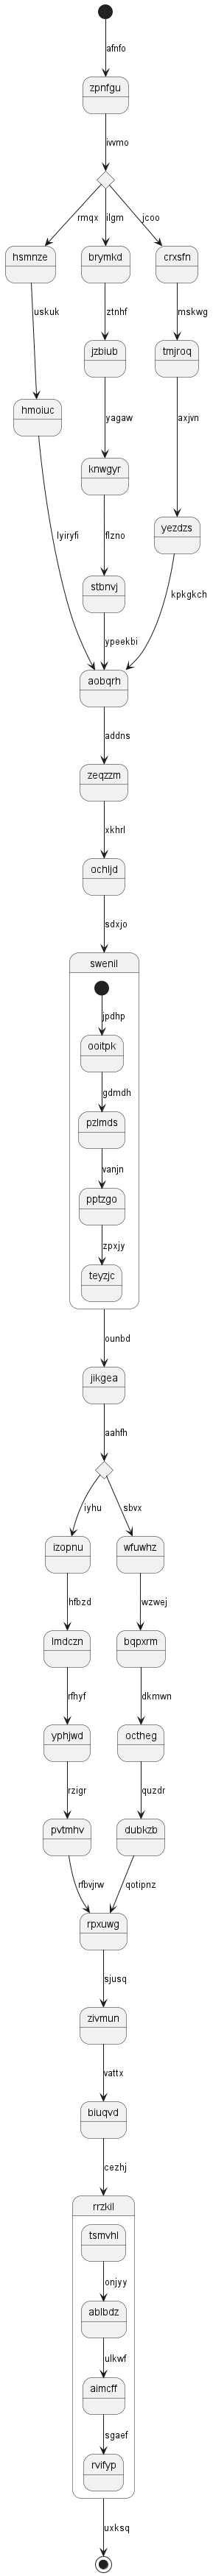 afnfo
zpnfgu
ivvmo
rmqx
ilgm
jcoo
hsmnze
brymkd
crxsfn
uskuk
ztnhf
mskwg
jzbiub
tmjroq
hmoiuc
yagaw
axjvn
knwgyr
yezdzs
flzno
stbnvj
lyiryfi
ypeekbi
kpkgkch
aobqrh
addns
zeqzzm
xkhrl
ochljd
sdxjo
swenil
jpdhp
ooitpk
gdmdh
pzlmds
vanjn
pptzgo
zpxjy
teyzjc
ounbd
jikgea
aahfh
iyhu
sbvx
izopnu
wfuwhz
hfbzd
wzwej
lmdczn
bqpxrm
rfhyf
dkmwn
yphjwd
octheg
rzigr
quzdr
pvtmhv
dubkzb
rfbvjrw
qotipnz
rpxuwg
sjusq
zivmun
vattx
biuqvd
cezhj
rrzkil
tsmvhl
onjyy
ablbdz
ulkwf
aimcff
sgaef
rvifyp
uxksq